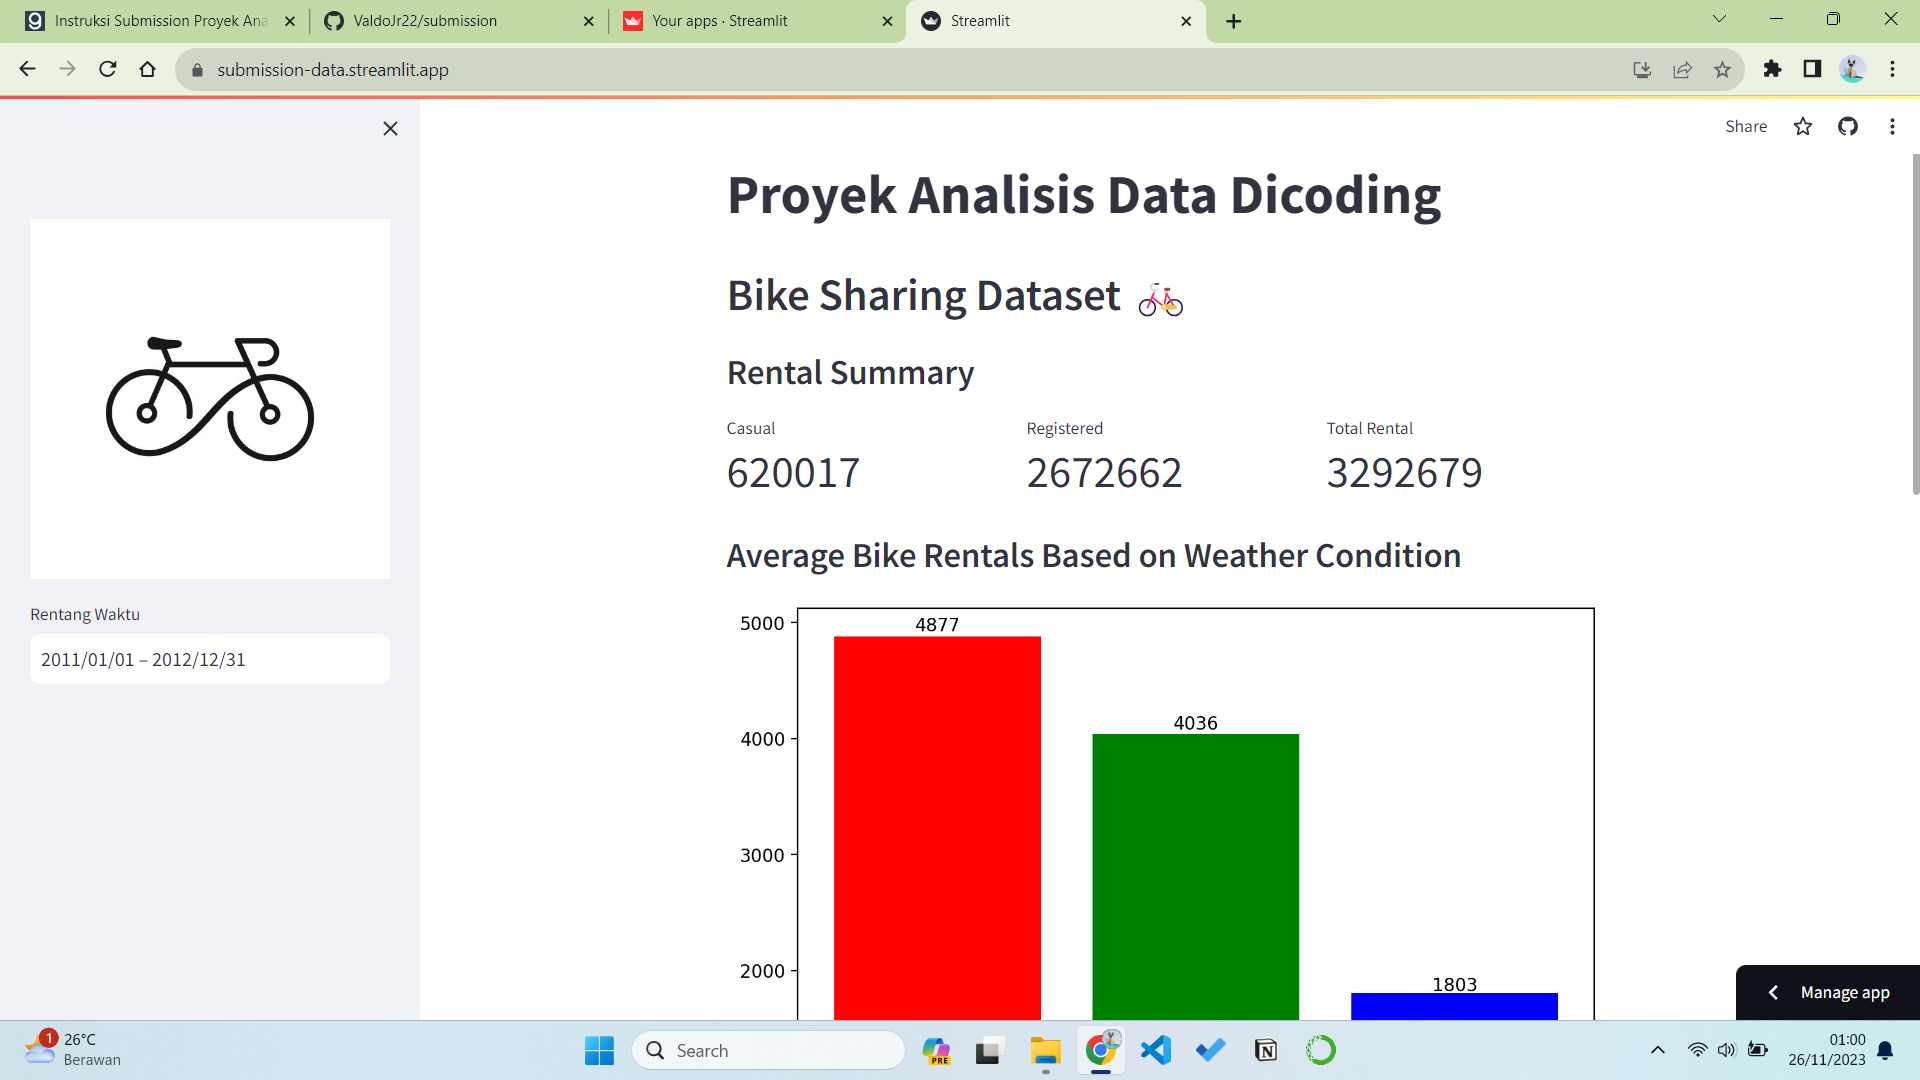 Instruksi Submission Proyek Ana
ValdoJr22/submission
Your apps · Streamlit
Streamlit
submission-data.streamlit.app
Share
Proyek Analisis Data Dicoding
Bike Sharing Dataset
Rental Summary
Casual
Registered
Total Rental
620017
2672662
3292679
Average Bike Rentals Based on Weather Condition
Rentang Waktu
2011/01/01 – 2012/12/31
5000
4877
4036
4000
3000
2000
1803
Manage app
1
26°C
Berawan
Search
PRE
01:00
26/11/2023